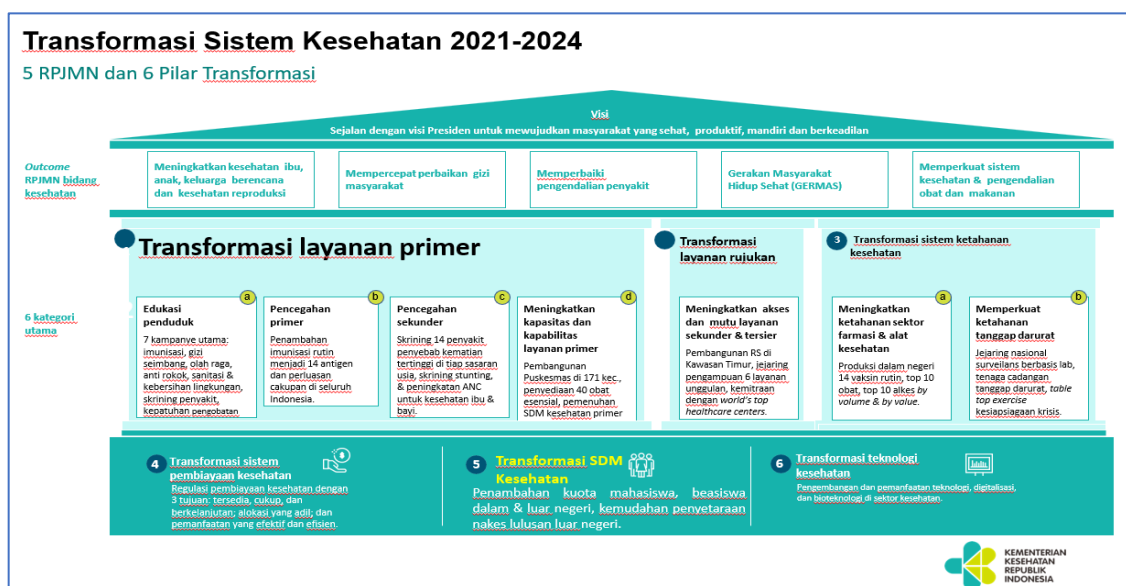 Transformasi Sistem Kesehatan 2021-2024
5 RPJMN dan 6 Pilar Transformasi
Visi
Sejalan dengan visi Presiden untuk mewujudkan masyarakat yang sehat, produktif, mandiri dan berkeadilan
Outcome
RPJMN bidang
kesehatan
Meningkatkan kesehatan ibu,
anak, keluarga berencana
dan kesehatan reproduksi
Mempercepat perbaikan gizi
masyarakat
Memperbaiki
pengendalian penyakit
Gerakan Masyarakat
Hidup Sehat (GERMAS)
Memperkuat sistem
kesehatan & pengendalian
obat dan makanan
6 kategori
utama
Transformasi layanan primer
a
Edukasi
penduduk
7 kampanye utama:
imunisasi, gizi
seimbang, olah raga,
anti rokok, sanitasi &
kebersihan lingkungan,
skrining penyakit,
kepatuhan pengobatan
b
Pencegahan
primer
Penambahan
imunisasi rutin
menjadi 14 antigen
dan perluasan
cakupan di seluruh
Indonesia.
c
Pencegahan
sekunder
Skrining 14 penyakit
penyebab kematian
tertinggi di tiap sasaran
usia, skrining stunting,
& peningkatan ANC
untuk kesehatan ibu &
bayi.
d
Meningkatkan
kapasitas dan
kapabilitas
layanan primer
Pembangunan
Puskesmas di 171 kec.,
penyediaan 40 obat
esensial, pemenuhan
SDM kesehatan primer
Transformasi
layanan rujukan
Meningkatkan akses
dan mutu layanan
sekunder & tersier
Pembangunan RS di
Kawasan Timur, jejaring
pengampuan 6 layanan
unggulan, kemitraan
dengan world's top
healthcare centers.
3 Transformasi sistem ketahanan
kesehatan
a
Meningkatkan
ketahanan sektor
farmasi & alat
kesehatan
Produksi dalam negeri
14 vaksin rutin, top 10
obat, top 10 alkes by
volume & by value.
b
Memperkuat
ketahanan
tanggap darurat
Jejaring nasional
surveilans berbasis lab,
tenaga cadangan
tanggap darurat, table
top exercise
kesiapsiagaan krisis.
4 Transformasi sistem
pembiayaan kesehatan
Regulasi pembiayaan kesehatan dengan
3 tujuan: tersedia, cukup, dan
berkelanjutan; alokasi yang adil; dan
pemanfaatan yang efektif dan efisien.
5 Transformasi SDM
Kesehatan
Penambahan kuota mahasiswa, beasiswa
dalam & luar negeri, kemudahan penyetaraan
nakes lulusan luar negeri.
6 Transformasi teknologi
kesehatan
Pengembangan dan pemanfaatan teknologi, digitalisasi,
dan bioteknologi di sektor kesehatan.
KEMENTERIAN
KESEHATAN
REPUBLIK
INDONESIA